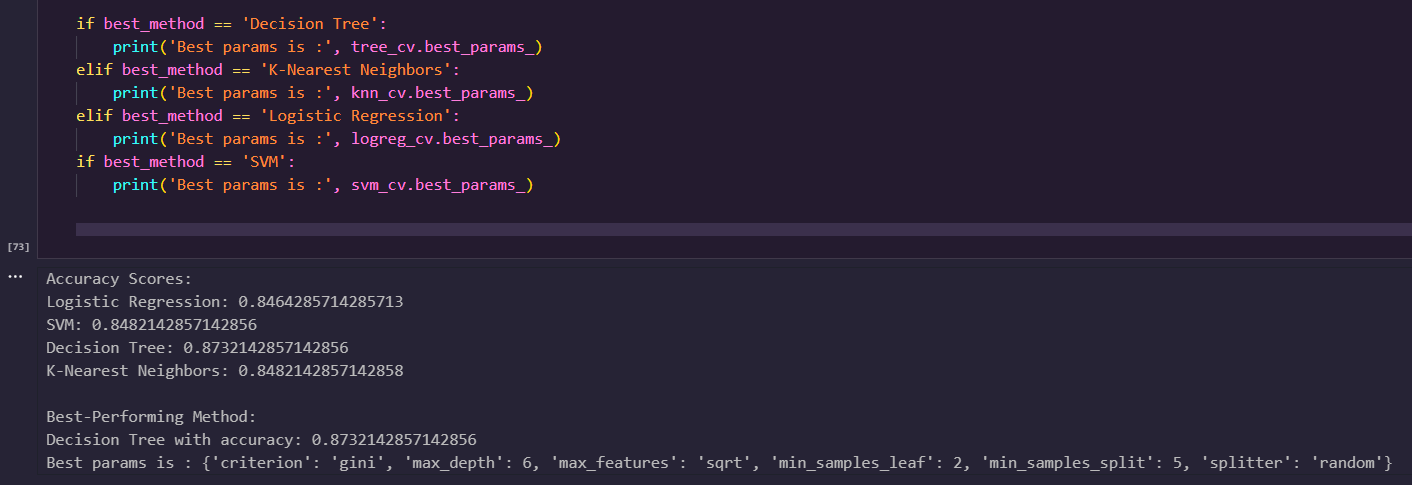 if best_method == 'Decision Tree':
    print('Best params is :', tree_cv.best_params_)
elif best_method == 'K-Nearest Neighbors':
    print('Best params is :', knn_cv.best_params_)
elif best_method == 'Logistic Regression':
    print('Best params is :', logreg_cv.best_params_)
if best_method == 'SVM':
    print('Best params is :', svm_cv.best_params_)
[73]
...
Accuracy Scores:
Logistic Regression: 0.8464285714285713
SVM: 0.8482142857142856
Decision Tree: 0.8732142857142856
K-Nearest Neighbors: 0.8482142857142858

Best-Performing Method:
Decision Tree with accuracy: 0.8732142857142856
Best params is : {'criterion': 'gini', 'max_depth': 6, 'max_features': 'sqrt', 'min_samples_leaf': 2, 'min_samples_split': 5, 'splitter': 'random'}